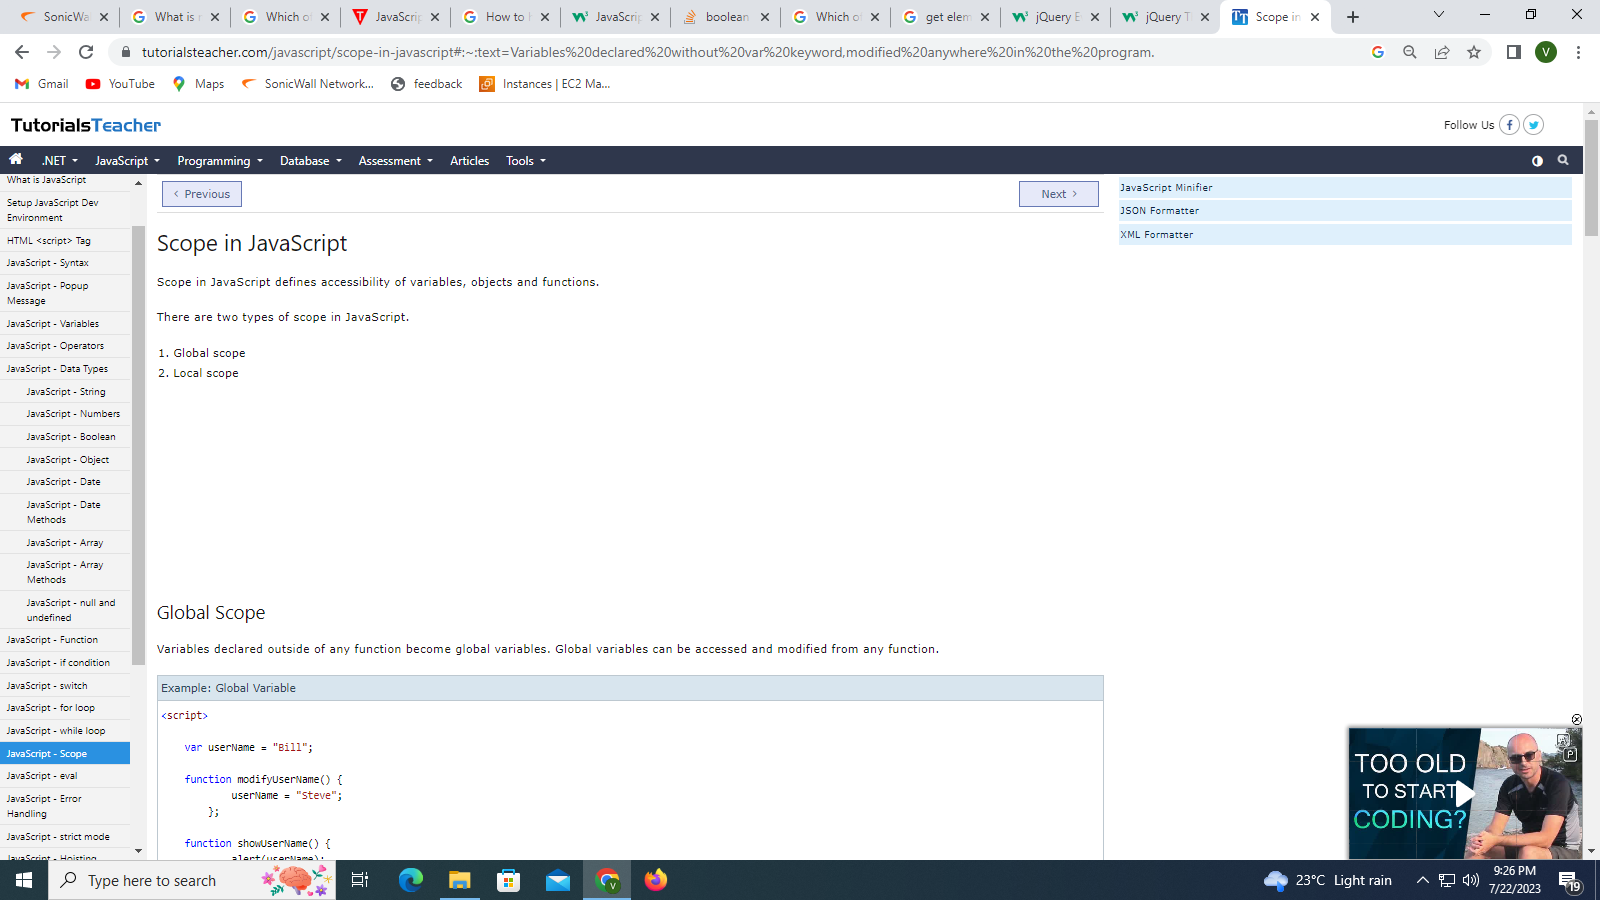 SonicWal
What is r
Which of
JavaScrip
How to h
JavaScrip
boolean
Which of
get elem
jQuery E
jQuery T
Scope in
tutorialsteacher.com/javascript/scope-in-javascript#:~:text=Variables%20declared%20without%20var%20keyword,modified%20anywhere%20in%20the%20program.
V
Gmail
YouTube
Maps
SonicWall Network...
feedback
Instances | EC2 Ma...
TutorialsTeacher
Follow Us
.NET
JavaScript
Programming
Database
Assessment
Articles
Tools
What is JavaScript
Setup JavaScript Dev
Environment
HTML <script> Tag
JavaScript - Syntax
JavaScript - Popup
Message
JavaScript - Variables
JavaScript - Operators
JavaScript - Data Types
JavaScript - String
JavaScript - Numbers
JavaScript - Boolean
JavaScript - Object
JavaScript - Date
JavaScript - Date
Methods
JavaScript - Array
JavaScript - Array
Methods
JavaScript - null and
undefined
JavaScript - Function
JavaScript - if condition
JavaScript - switch
JavaScript - for loop
JavaScript - while loop
JavaScript - Scope
JavaScript - eval
JavaScript - Error
Handling
JavaScript - strict mode
JavaScript - Hoisting
< Previous
Next >
Scope in JavaScript
Scope in JavaScript defines accessibility of variables, objects and functions.
There are two types of scope in JavaScript.
1. Global scope
2. Local scope
Global Scope
Variables declared outside of any function become global variables. Global variables can be accessed and modified from any function.
Example: Global Variable
<script>
var userName = "Bill";
function modifyUserName() {
userName = "Steve";
};
function showUserName() {
alert(userName);
JavaScript Minifier
JSON Formatter
XML Formatter
TOO OLD
TO START
CODING?
Type here to search
23°C Light rain
9:26 PM
7/22/2023
19